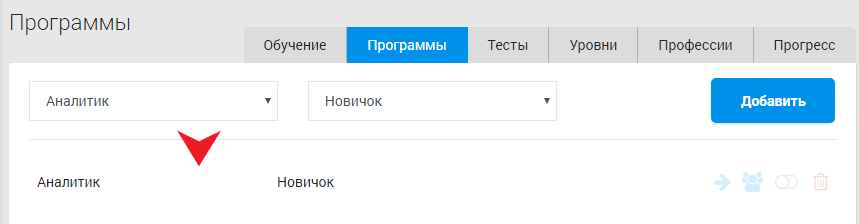 Программы
Обучение Программы Тесты Уровни Профессии Прогресс
Аналитик Новичок Добавить
Аналитик Новичок